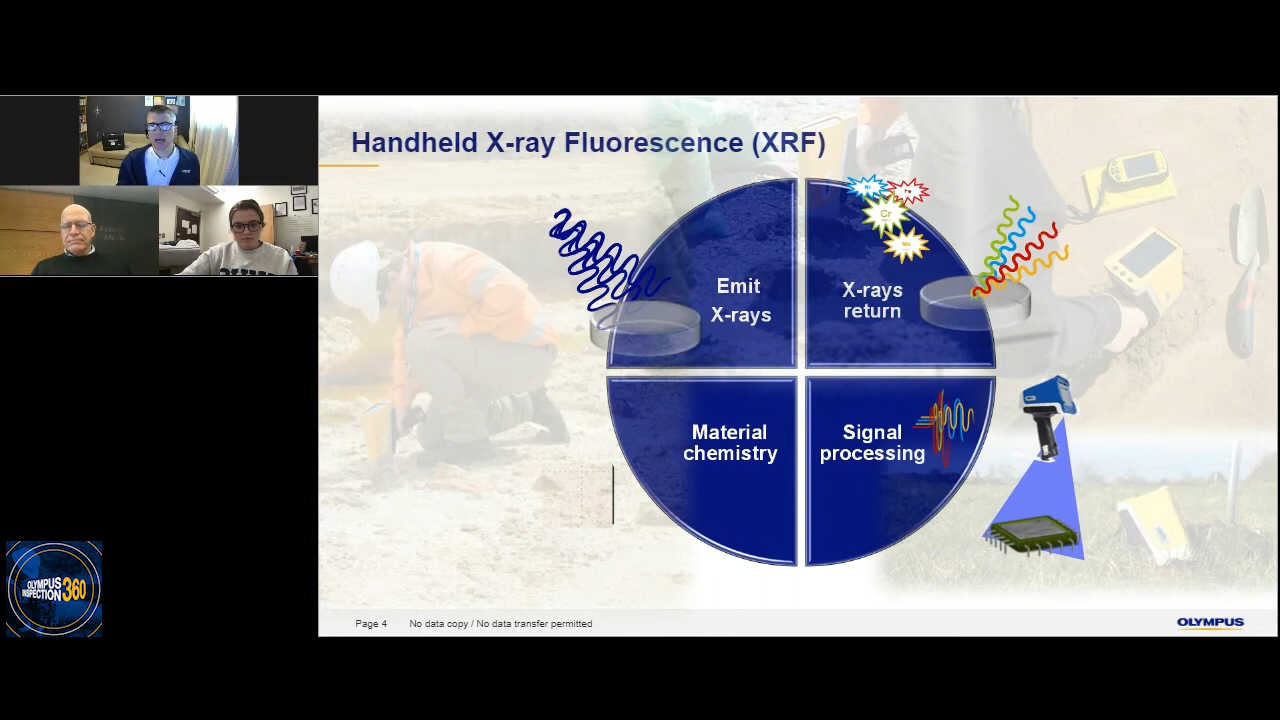 Handheld X-ray Fluorescence (XRF)
Emit
X-rays
X-rays
return
Cr
Material
chemistry
Signal
processing
OLYMPUS
INSPECTION 360
Page 4 No data copy / No data transfer permitted
OLYMPUS